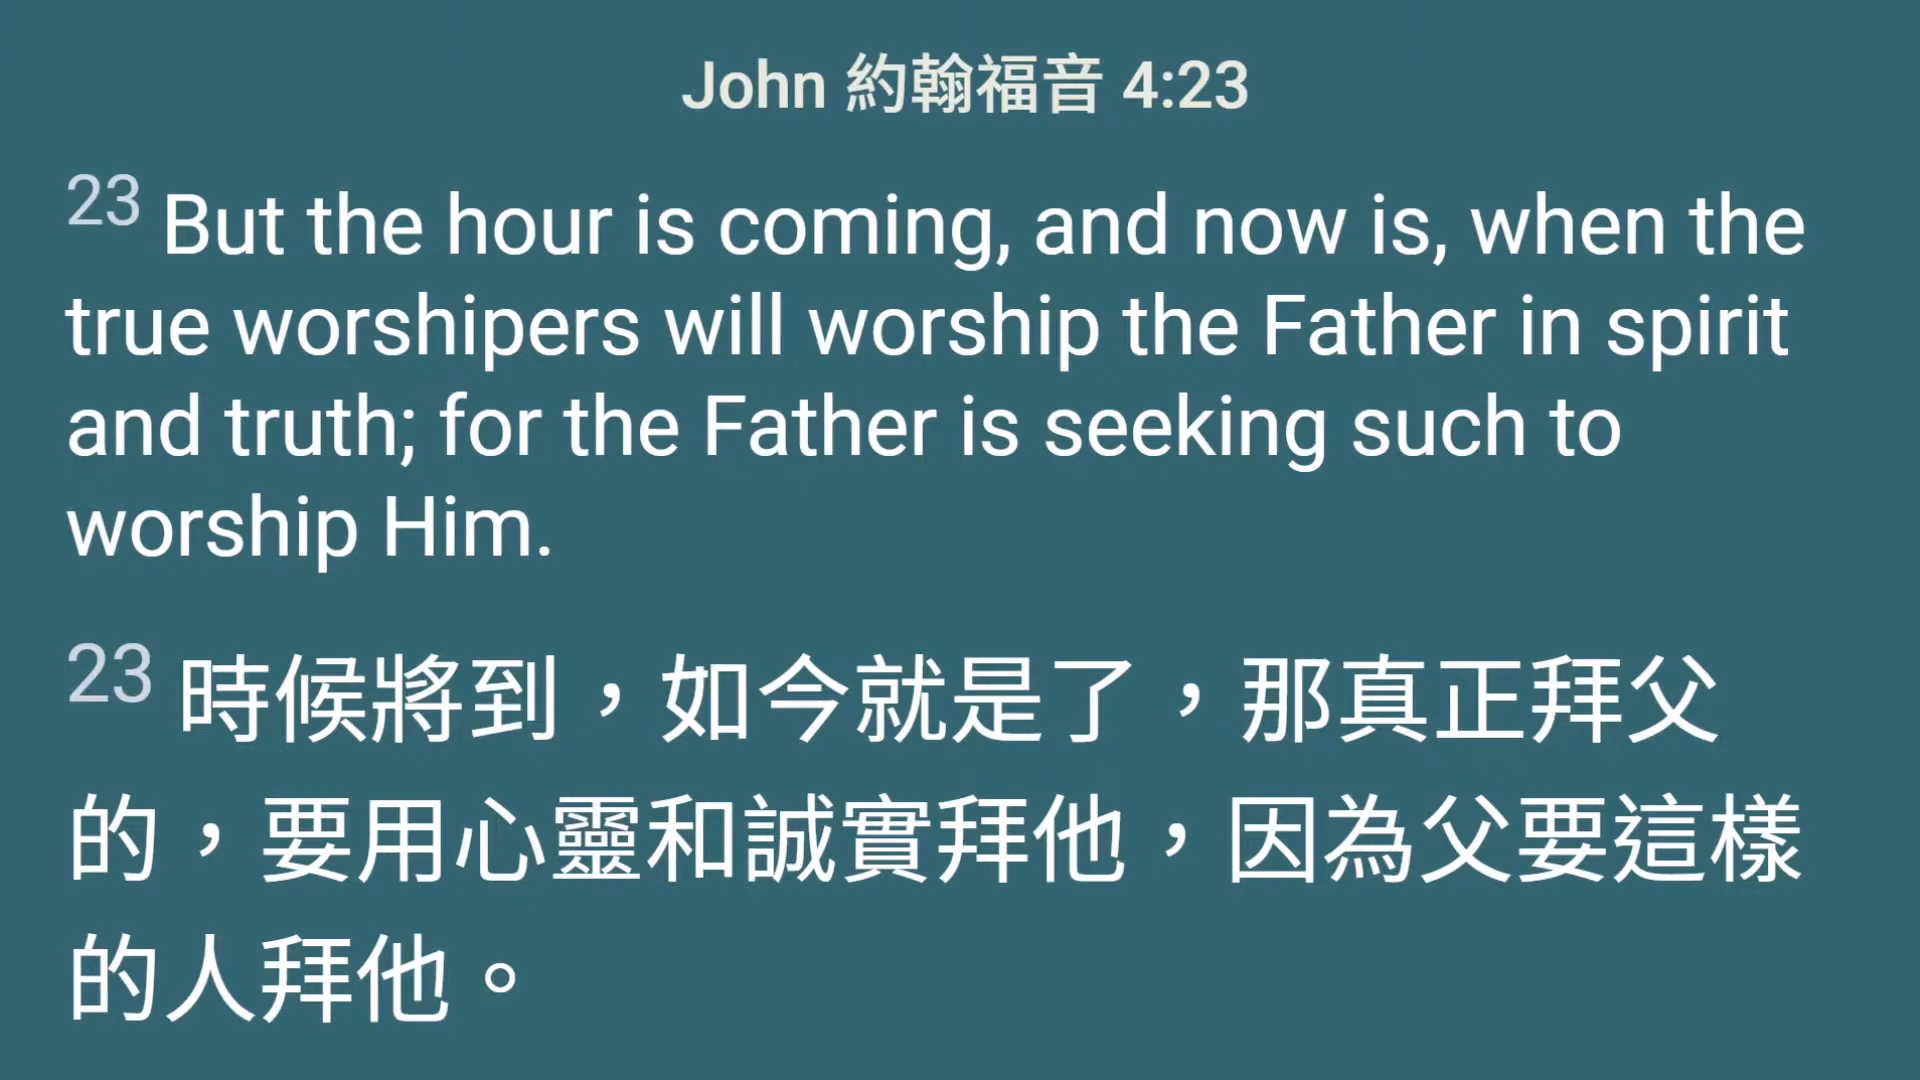 John 約翰福音 4:23
23 But the hour is coming, and now is, when the
true worshipers will worship the Father in spirit
and truth; for the Father is seeking such to
worship Him.
23 時候將到，如今就是了，那真正拜父
的，要用心靈和誠實拜他，因為父要這樣
的人拜他。